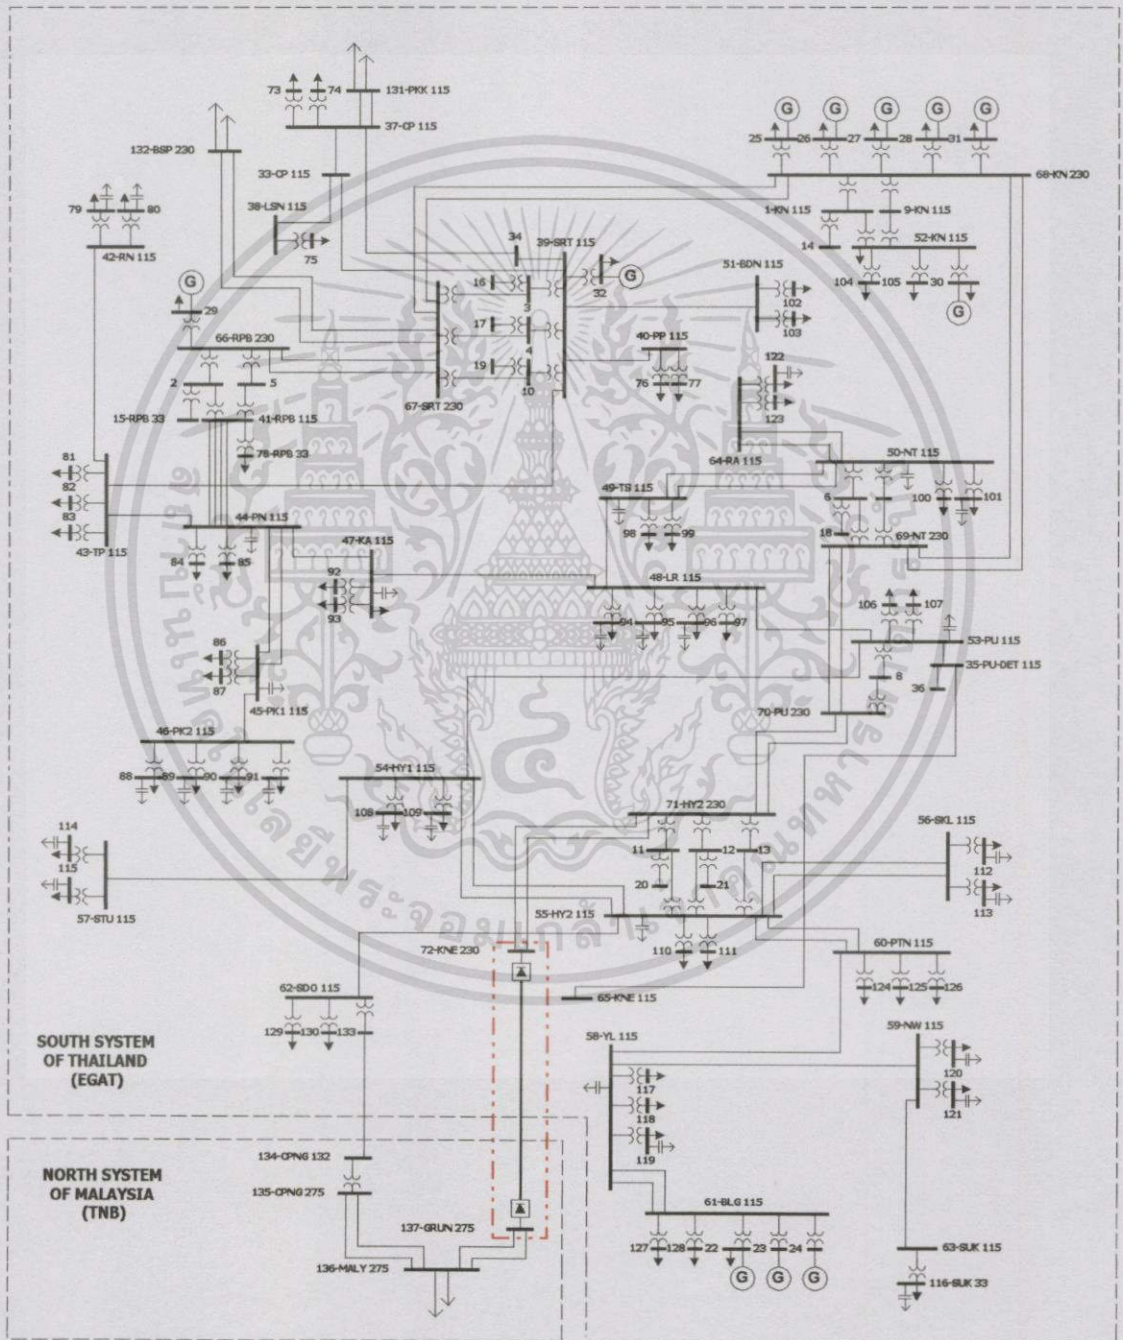 73
74
131-PKK 115
37-CP 115
132-BSP 230
33-CP 115
38-LSN 115
75
79
80
42-RN 115
G
G
G
G
G
25
26
27
28
31
68-KN 230
1-KN 115
9-KN 115
14
52-KN 115
104
105
30
G
34
39-SRT 115
32
G
16
3
17
4
19
10
67-SRT 230
51-BDN 115
102
103
40-PP 115
76
77
122
123
64-RA 115
G
29
66-RPB 230
2
5
15-RPB 33
41-RPB 115
78-RPB 33
81
82
83
43-TP 115
44-PN 115
84
85
47-KA 115
92
93
49-TS 115
98
99
50-NT 115
6
100
101
18
69-NT 230
48-LR 115
94
95
96
97
106
107
53-PU 115
35-PU-DET 115
8
36
70-PU 230
86
87
45-PK1 115
46-PK2 115
88
89
90
91
54-HY1 115
108
109
71-HY2 230
11
12
13
20
21
55-HY2 115
110
111
56-SKL 115
112
113
114
115
57-STU 115
72-KNE 230
60-PTN 115
124
125
126
62-SDO 115
129
130
133
65-KNE 115
58-YL 115
117
118
119
59-NW 115
120
121
SOUTH SYSTEM
OF THAILAND
(EGAT)
NORTH SYSTEM
OF MALAYSIA
(TNB)
134-CPNG 132
135-CPNG 275
137-GRUN 275
136-MALY 275
61-BLG 115
127
128
22
23
24
G
G
G
63-SUK 115
116-SUK 33